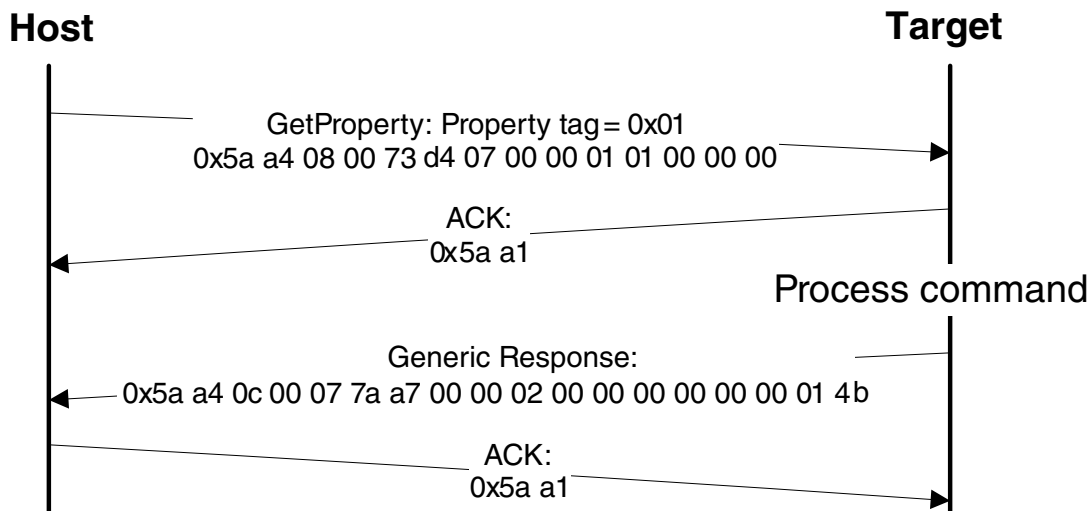 Host
Target
GetProperty: Property tag = 0x01
0x5a a4 08 00 73 d4 07 00 00 01 01 00 00 00
ACK:
0x5a a1
Process command
Generic Response:
0x5a a4 0c 00 07 7a a7 00 00 02 00 00 00 00 00 00 01 4b
ACK:
0x5a a1